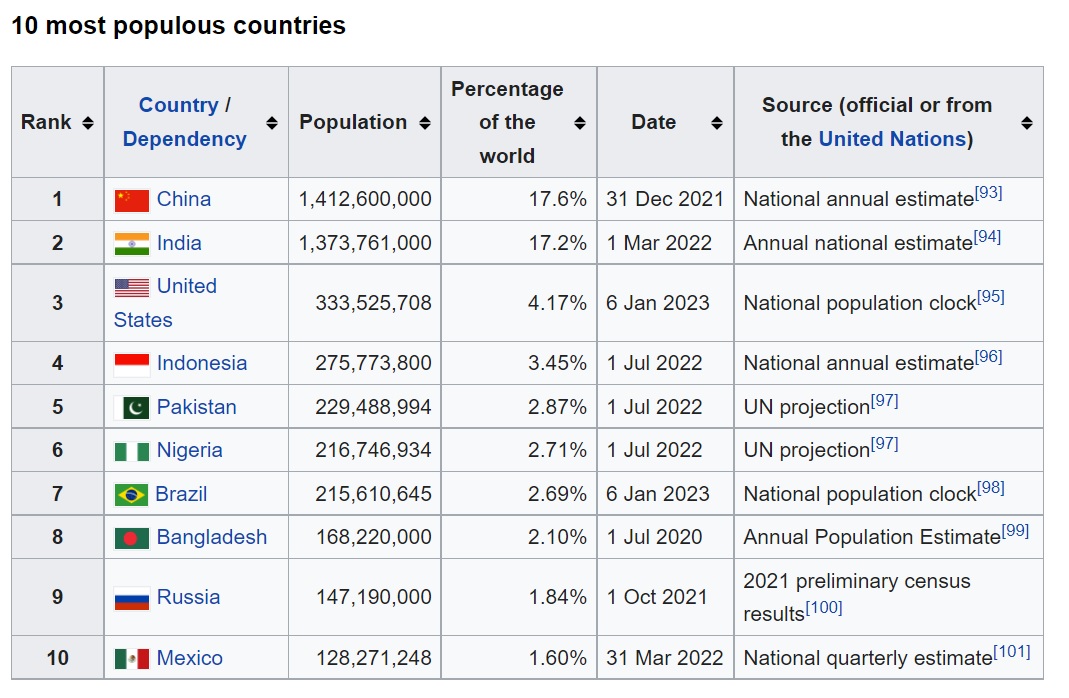 10 most populous countries
Rank Country / Dependency Population Percentage of the world Date Source (official or from the United Nations)
1 China 1,412,600,000 17.6% 31 Dec 2021 National annual estimate[93]
2 India 1,373,761,000 17.2% 1 Mar 2022 Annual national estimate[94]
3 United States 333,525,708 4.17% 6 Jan 2023 National population clock[95]
4 Indonesia 275,773,800 3.45% 1 Jul 2022 National annual estimate[96]
5 Pakistan 229,488,994 2.87% 1 Jul 2022 UN projection[97]
6 Nigeria 216,746,934 2.71% 1 Jul 2022 UN projection[97]
7 Brazil 215,610,645 2.69% 6 Jan 2023 National population clock[98]
8 Bangladesh 168,220,000 2.10% 1 Jul 2020 Annual Population Estimate[99]
9 Russia 147,190,000 1.84% 1 Oct 2021 2021 preliminary census results[100]
10 Mexico 128,271,248 1.60% 31 Mar 2022 National quarterly estimate[101]